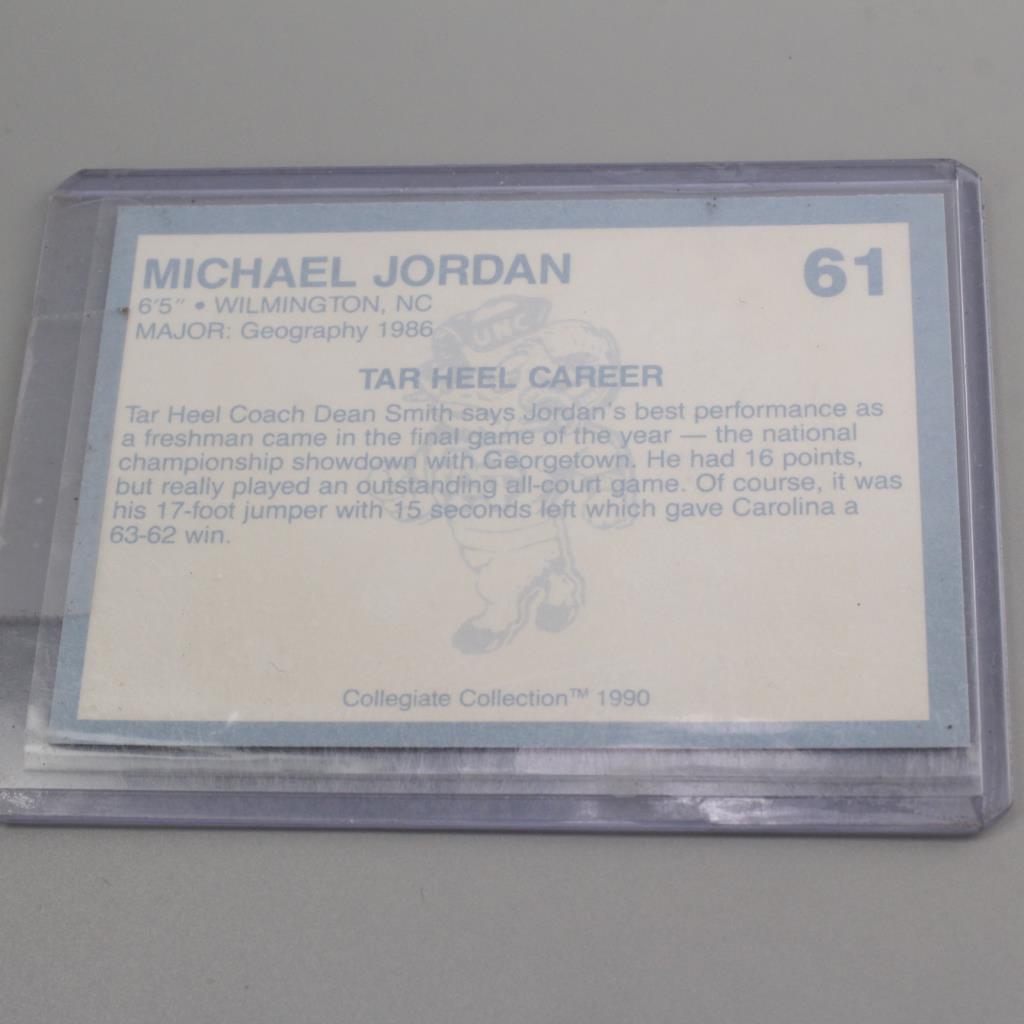 MICHAEL JORDAN 61
6'5" • WILMINGTON, NC
MAJOR: Geography 1986
UNC
TAR HEEL CAREER
Tar Heel Coach Dean Smith says Jordan's best performance as
a freshman came in the final game of the year — the national
championship showdown with Georgetown. He had 16 points,
but really played an outstanding all-court game. Of course, it was
his 17-foot jumper with 15 seconds left which gave Carolina a
63-62 win.
Collegiate Collection™ 1990